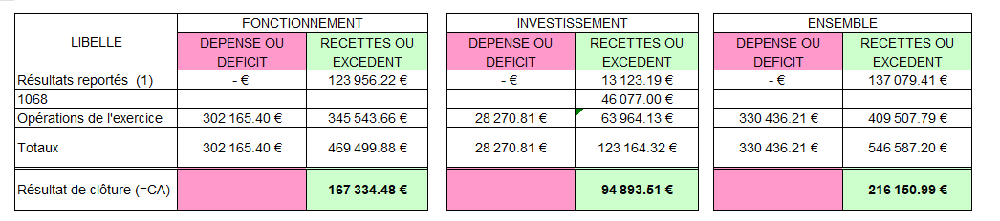 LIBELLE FONCTIONNEMENT INVESTISSEMENT ENSEMBLE
DEPENSE OU DEFICIT RECETTES OU EXCEDENT DEPENSE OU DEFICIT RECETTES OU EXCEDENT DEPENSE OU DEFICIT RECETTES OU EXCEDENT
Résultats reportés (1) - € 123 956.22 € - € 13 123.19 € - € 137 079.41 €
1068 46 077.00 €
Opérations de l'exercice 302 165.40 € 345 543.66 € 28 270.81 € 63 964.13 € 330 436.21 € 409 507.79 €
Totaux 302 165.40 € 469 499.88 € 28 270.81 € 123 164.32 € 330 436.21 € 546 587.20 €
Résultat de clôture (=CA) 167 334.48 € 94 893.51 € 216 150.99 €